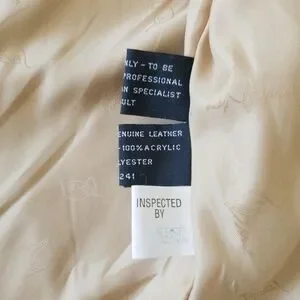 NLY - TO BE
PROFESSIONAL
N SPECIALIST
ULT
ENUINE LEATHER
-100% ACRYLIC
LYESTER
241
INSPECTED
BY